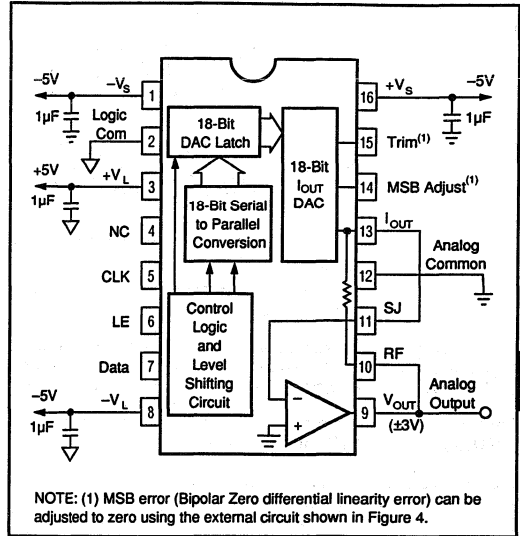 –5V
–VS
1
1µF
Logic
Com
2
+5V
+VL
3
1µF
NC
4
CLK
5
LE
6
Data
7
–5V
–VL
8
1µF
18-Bit
DAC Latch
18-Bit Serial
to Parallel
Conversion
Control
Logic
and
Level
Shifting
Circuit
18-Bit
IOUT
DAC
–
+
16
+VS
–5V
1µF
15
Trim(1)
14
MSB Adjust(1)
13
IOUT
12
Analog
Common
11
SJ
10
RF
9
VOUT
(±3V)
Analog
Output
NOTE: (1) MSB error (Bipolar Zero differential linearity error) can be
adjusted to zero using the external circuit shown in Figure 4.